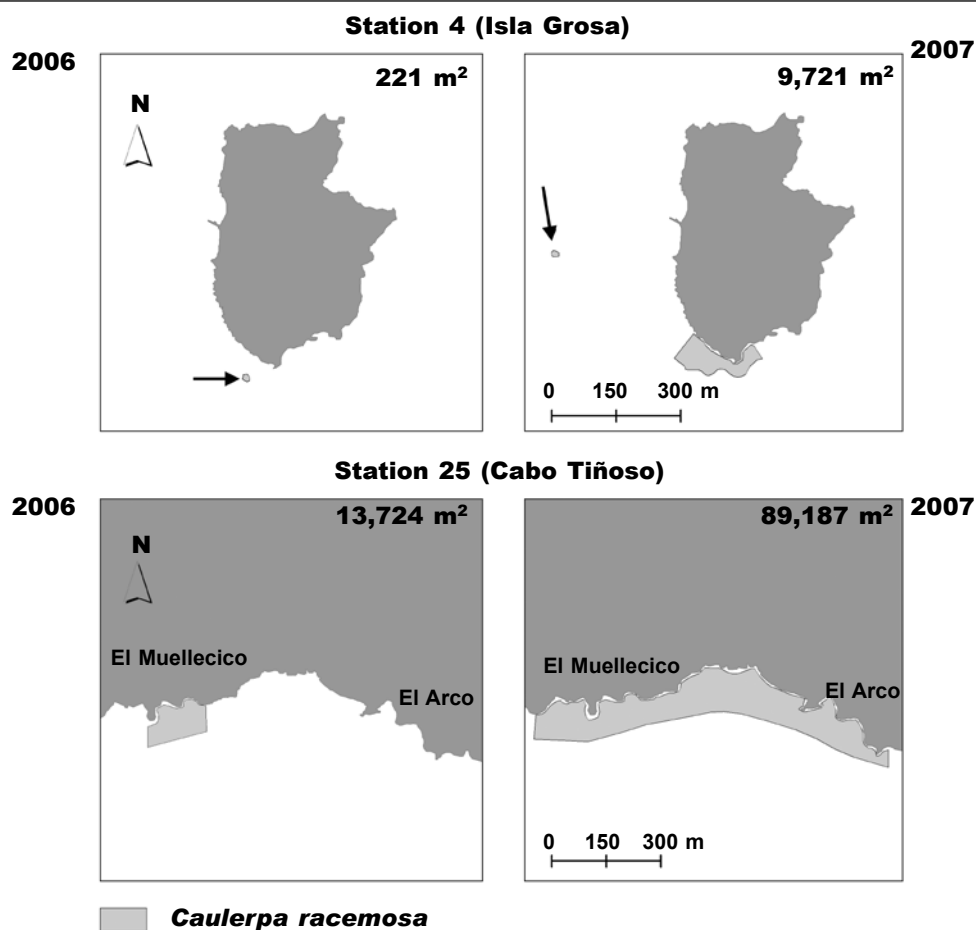 Station 4 (Isla Grosa)
2006
2007
221 m²
9,721 m²
N
0 150 300 m
Station 25 (Cabo Tiñoso)
2006
2007
13,724 m²
89,187 m²
N
El Muellecico
El Arco
El Muellecico
El Arco
0 150 300 m
Caulerpa racemosa